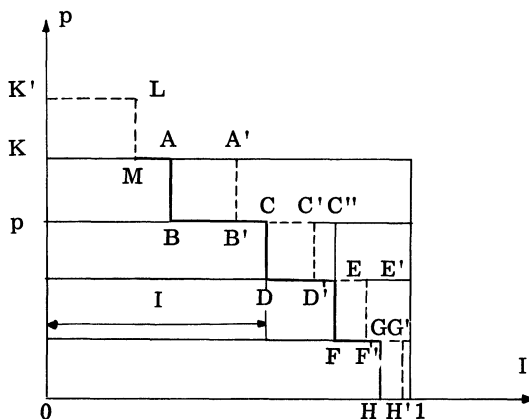 p
K' L
K A A'
M
C C' C''
p
B B'
E E'
I D D'
G G'
F F'
I
0 H H' 1